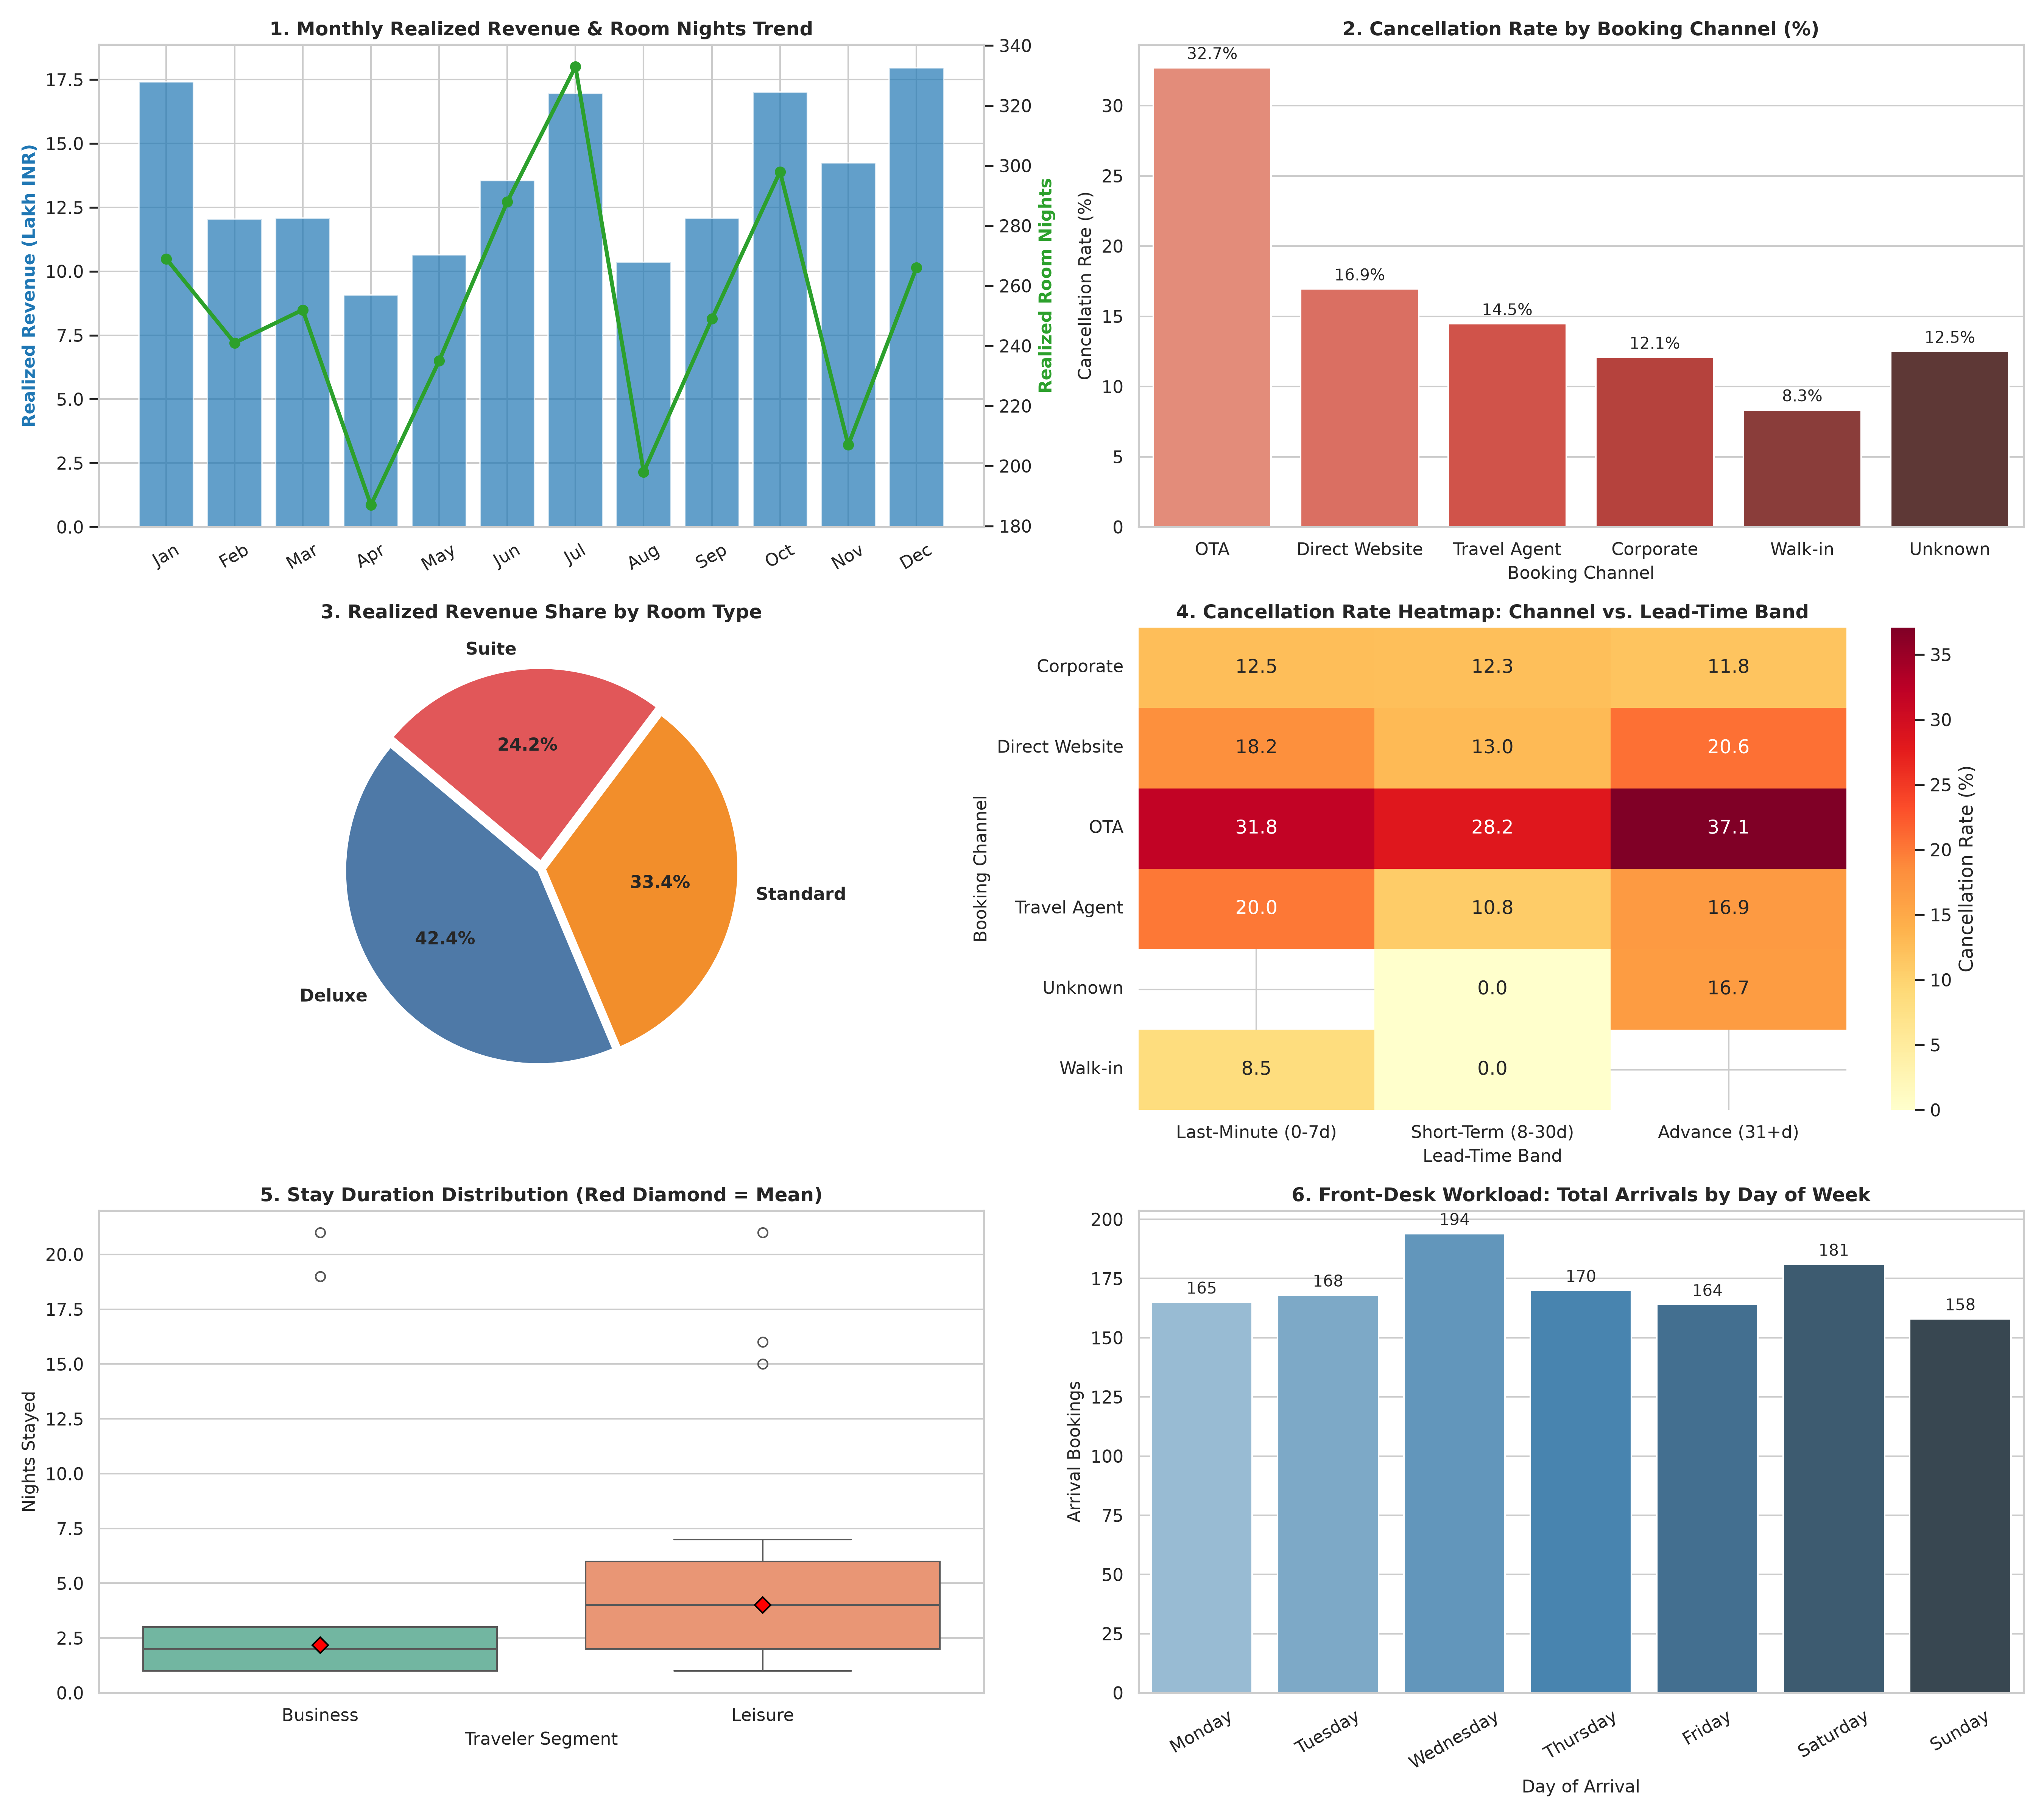 1. Monthly Realized Revenue & Room Nights Trend
Realized Revenue (Lakh INR)
17.5
15.0
12.5
10.0
7.5
5.0
2.5
0.0
340
320
300
280
260
240
220
200
180
Realized Room Nights
Jan Feb Mar Apr May Jun Jul Aug Sep Oct Nov Dec
2. Cancellation Rate by Booking Channel (%)
Cancellation Rate (%)
30
25
20
15
10
5
0
32.7%
16.9%
14.5%
12.1%
8.3%
12.5%
OTA Direct Website Travel Agent Corporate Walk-in Unknown
Booking Channel
3. Realized Revenue Share by Room Type
Suite
24.2%
Standard
33.4%
Deluxe
42.4%
4. Cancellation Rate Heatmap: Channel vs. Lead-Time Band
Booking Channel
Corporate 12.5 12.3 11.8
Direct Website 18.2 13.0 20.6
OTA 31.8 28.2 37.1
Travel Agent 20.0 10.8 16.9
Unknown 0.0 16.7
Walk-in 8.5 0.0
Last-Minute (0-7d) Short-Term (8-30d) Advance (31+d)
Lead-Time Band
35
30
25
20
15
10
5
0
Cancellation Rate (%)
5. Stay Duration Distribution (Red Diamond = Mean)
Nights Stayed
20.0
17.5
15.0
12.5
10.0
7.5
5.0
2.5
0.0
Business Leisure
Traveler Segment
6. Front-Desk Workload: Total Arrivals by Day of Week
Arrival Bookings
200
175
150
125
100
75
50
25
0
165
168
194
170
164
181
158
Monday Tuesday Wednesday Thursday Friday Saturday Sunday
Day of Arrival